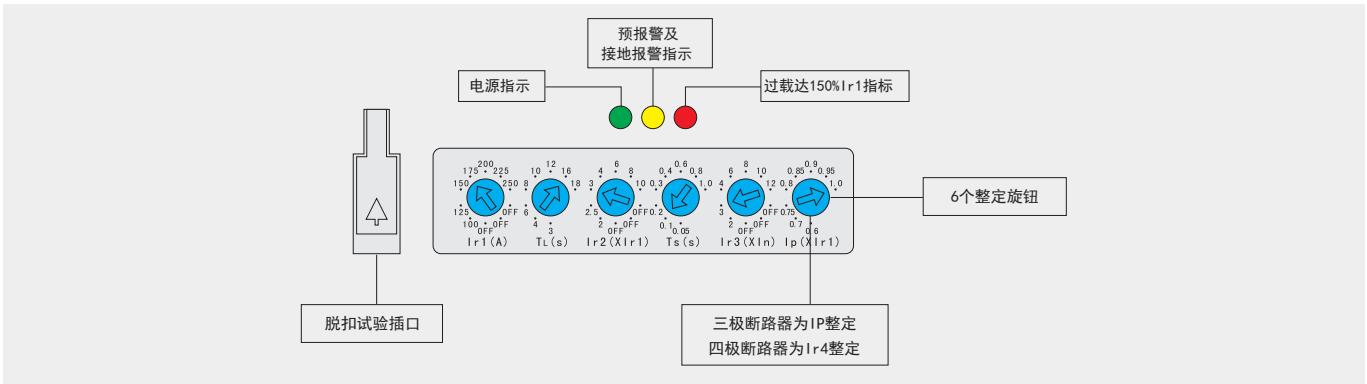 预报警及
接地报警指示
电源指示
过载达150%Ir1指标
100 125 150 175 200 225 250 OFF OFF OFF
Ir1(A)
3 4 6 8 10 12 16 18
TL(s)
2 2.5 3 4 6 8 10 OFF OFF OFF
Ir2(XIr1)
0.05 0.1 0.2 0.3 0.4 0.6 0.8 1.0
Ts(s)
2 3 4 6 8 10 12 OFF OFF OFF
Ir3(XIn)
0.6 0.7 0.75 0.8 0.85 0.9 0.95 1.0
Ip(XIr1)
6个整定旋钮
脱扣试验插口
三极断路器为IP整定
四极断路器为Ir4整定